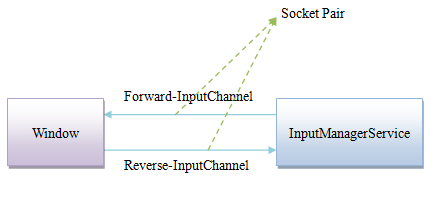 Socket Pair
Forward-InputChannel
Window
InputManagerService
Reverse-InputChannel